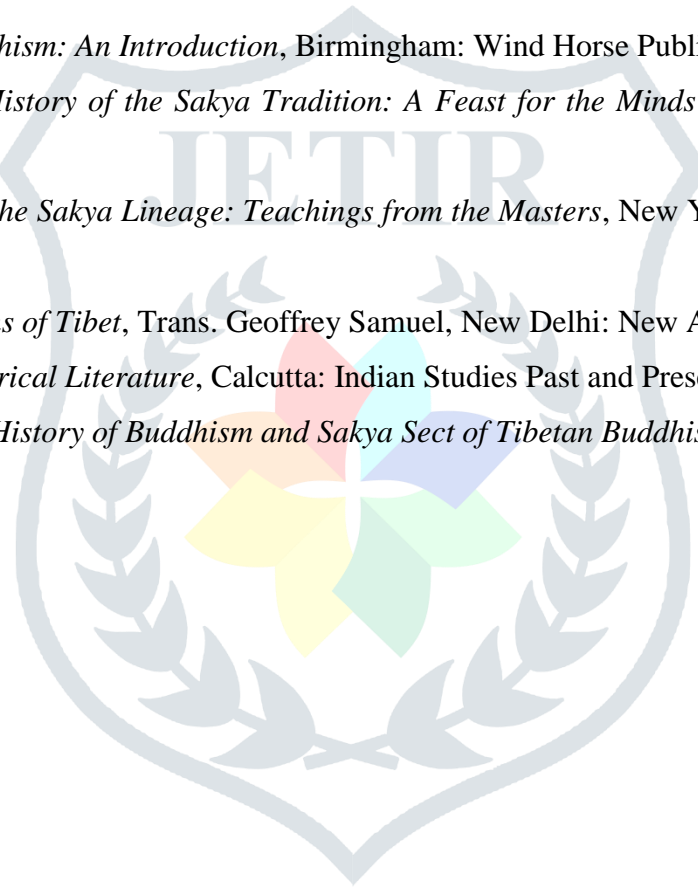 hism: An Introduction, Birmingham: Wind Horse Publi
History of the Sakya Tradition: A Feast for the Minds
JETIR
he Sakya Lineage: Teachings from the Masters, New Y
s of Tibet, Trans. Geoffrey Samuel, New Delhi: New A
rical Literature, Calcutta: Indian Studies Past and Prese
History of Buddhism and Sakya Sect of Tibetan Buddhis